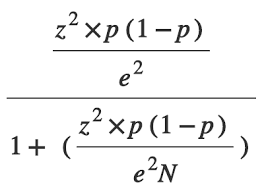 z² × p (1 − p)
e²
1 + ( z² × p (1 − p)
e²N )